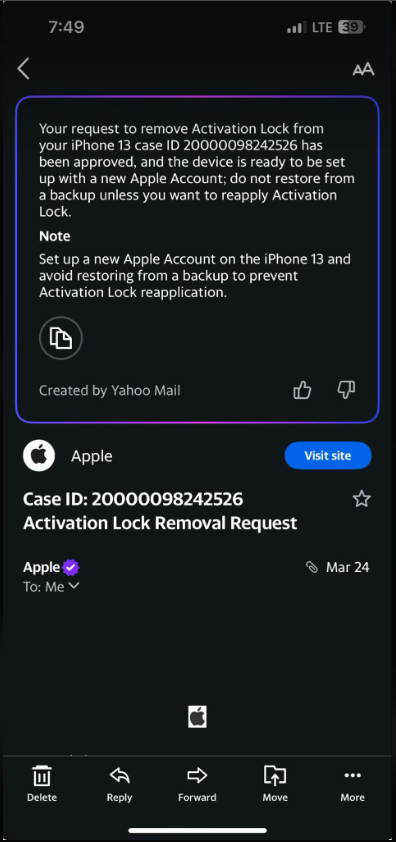 7:49 LTE 39
AA
Your request to remove Activation Lock from
your iPhone 13 case ID 20000098242526 has
been approved, and the device is ready to be set
up with a new Apple Account; do not restore from
a backup unless you want to reapply Activation
Lock.
Note
Set up a new Apple Account on the iPhone 13 and
avoid restoring from a backup to prevent
Activation Lock reapplication.
Created by Yahoo Mail
Apple Visit site
Case ID: 20000098242526
Activation Lock Removal Request
Apple Mar 24
To: Me
Delete Reply Forward Move More